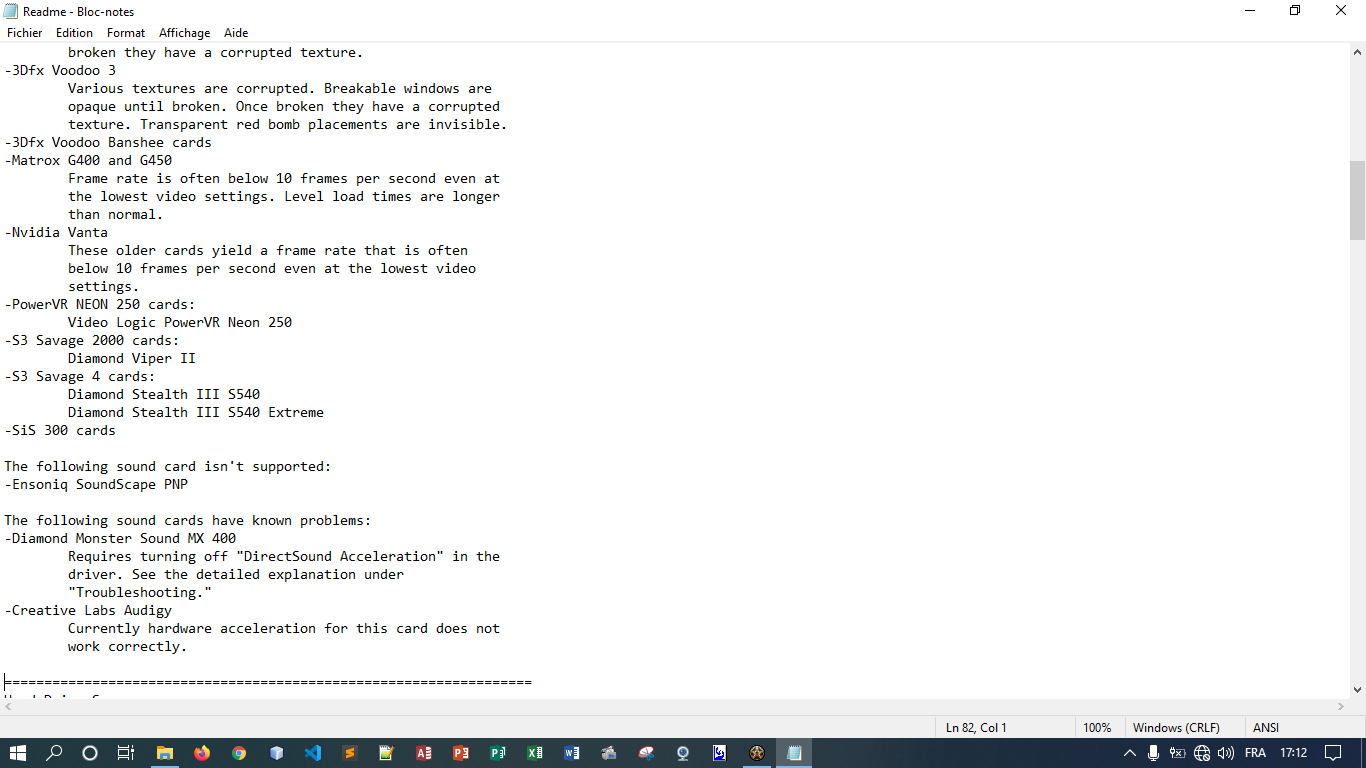 Readme - Bloc-notes
Fichier Edition Format Affichage Aide
broken they have a corrupted texture.
-3Dfx Voodoo 3
Various textures are corrupted. Breakable windows are
opaque until broken. Once broken they have a corrupted
texture. Transparent red bomb placements are invisible.
-3Dfx Voodoo Banshee cards
-Matrox G400 and G450
Frame rate is often below 10 frames per second even at
the lowest video settings. Level load times are longer
than normal.
-Nvidia Vanta
These older cards yield a frame rate that is often
below 10 frames per second even at the lowest video
settings.
-PowerVR NEON 250 cards:
Video Logic PowerVR Neon 250
-S3 Savage 2000 cards:
Diamond Viper II
-S3 Savage 4 cards:
Diamond Stealth III S540
Diamond Stealth III S540 Extreme
-SiS 300 cards
The following sound card isn't supported:
-Ensoniq SoundScape PNP
The following sound cards have known problems:
-Diamond Monster Sound MX 400
Requires turning off "DirectSound Acceleration" in the
driver. See the detailed explanation under
"Troubleshooting."
-Creative Labs Audigy
Currently hardware acceleration for this card does not
work correctly.
==================================================================
Ln 82, Col 1 100% Windows (CRLF) ANSI
FRA 17:12